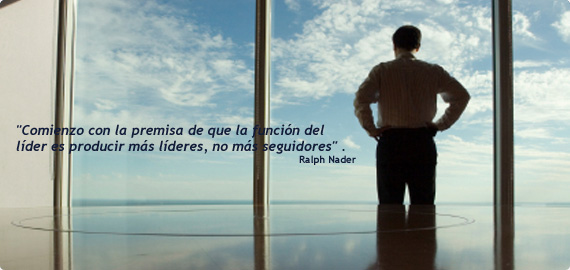 "Comienzo con la premisa de que la función del
líder es producir más líderes, no más seguidores" .
Ralph Nader